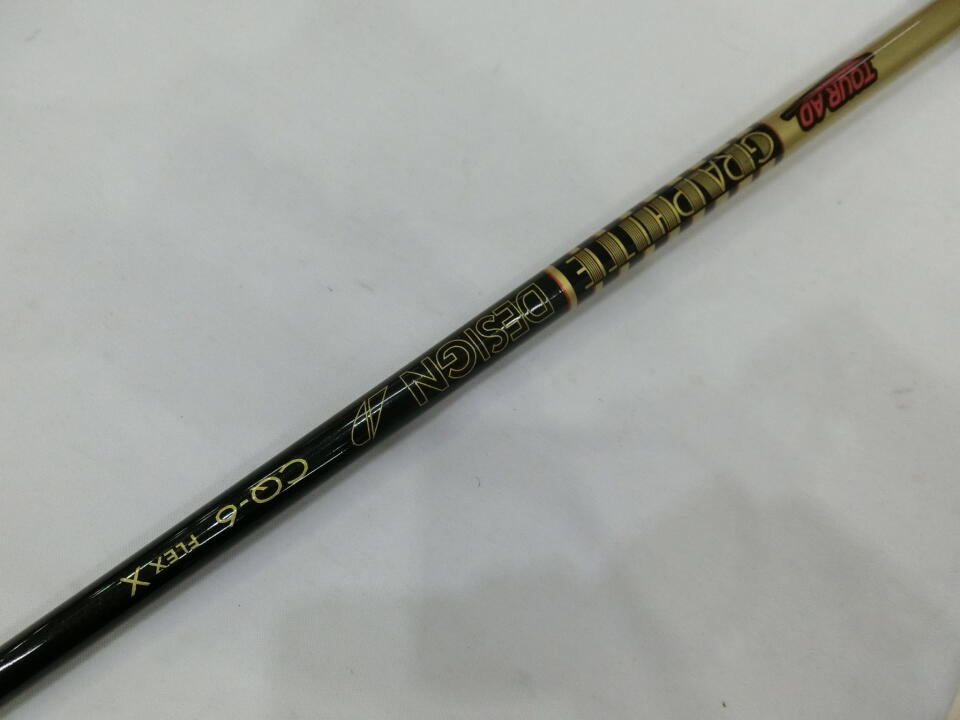 TOUR AD
GRAPHITE
DESIGN
CQ-6 FLEX X